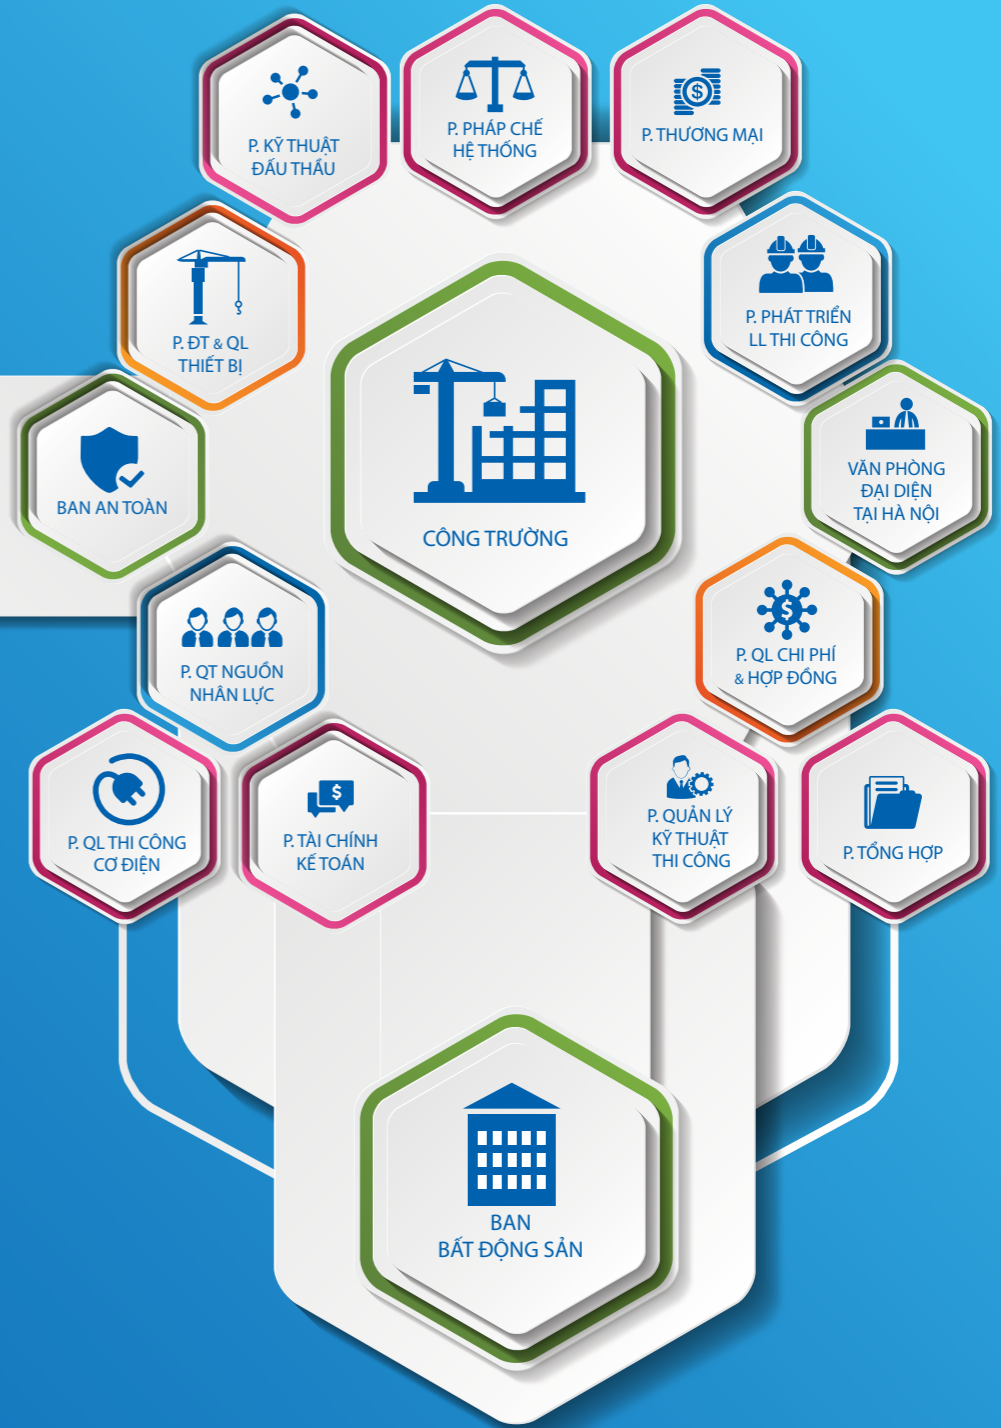 P. KỸ THUẬT
ĐẤU THẦU
P. PHÁP CHẾ
HỆ THỐNG
P. THƯƠNG MẠI
P. ĐT & QL
THIẾT BỊ
P. PHÁT TRIỂN
LL THI CÔNG
BAN AN TOÀN
CÔNG TRƯỜNG
VĂN PHÒNG
ĐẠI DIỆN
TẠI HÀ NỘI
P. QT NGUỒN
NHÂN LỰC
P. QL CHI PHÍ
& HỢP ĐỒNG
P. QL THI CÔNG
CƠ ĐIỆN
P. TÀI CHÍNH
KẾ TOÁN
P. QUẢN LÝ
KỸ THUẬT
THI CÔNG
P. TỔNG HỢP
BAN
BẤT ĐỘNG SẢN